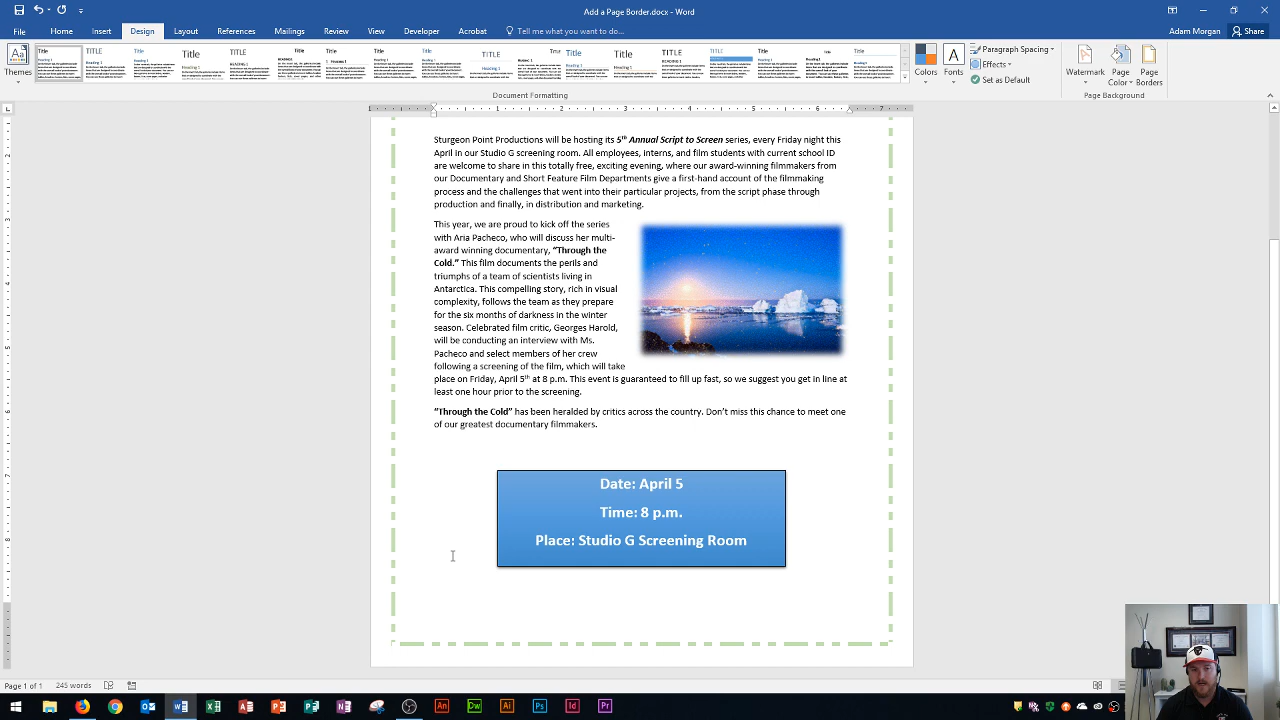 Add a Page Border.docx - Word
Adam Morgan
Share
File Home Insert Design Layout References Mailings Review View Developer Acrobat Tell me what you want to do...
Themes
Colors
Fonts
Paragraph Spacing
Effects
Set as Default
Watermark
Page Color
Page Borders
Document Formatting
Page Background
Sturgeon Point Productions will be hosting its 5th Annual Script to Screen series, every Friday night this
April in our Studio G screening room. All employees, interns, and film students with current school ID
are welcome to share in this totally free, exciting evening, where our award-winning filmmakers from
our Documentary and Short Feature Film Departments give a first-hand account of the filmmaking
process and the challenges that went into their particular projects, from the script phase through
production and finally, in distribution and marketing.
This year, we are proud to kick off the series
with Aria Pacheco, who will discuss her multi-
award winning documentary, “Through the
Cold.” This film documents the perils and
triumphs of a team of scientists living in
Antarctica. This compelling story, rich in visual
complexity, follows the team as they prepare
for the six months of darkness in the winter
season. Celebrated film critic, Georges Harold,
will be conducting an interview with Ms.
Pacheco and select members of her crew
following a screening of the film, which will take
place on Friday, April 5th at 8 p.m. This event is guaranteed to fill up fast, so we suggest you get in line at
least one hour prior to the screening.
“Through the Cold” has been heralded by critics across the country. Don’t miss this chance to meet one
of our greatest documentary filmmakers.
Date: April 5
Time: 8 p.m.
Place: Studio G Screening Room
Page 1 of 1 245 words